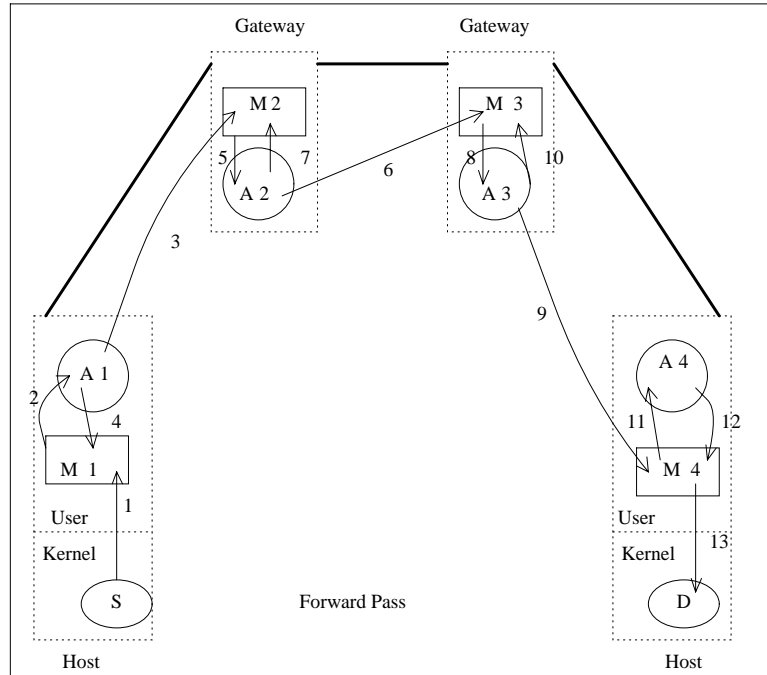 Gateway
Gateway
M 2
M 3
5
7
6
8
10
A 2
A 3
3
9
A 1
A 4
2
4
11
12
M 1
M 4
1
User
User
13
Kernel
Kernel
S
Forward Pass
D
Host
Host